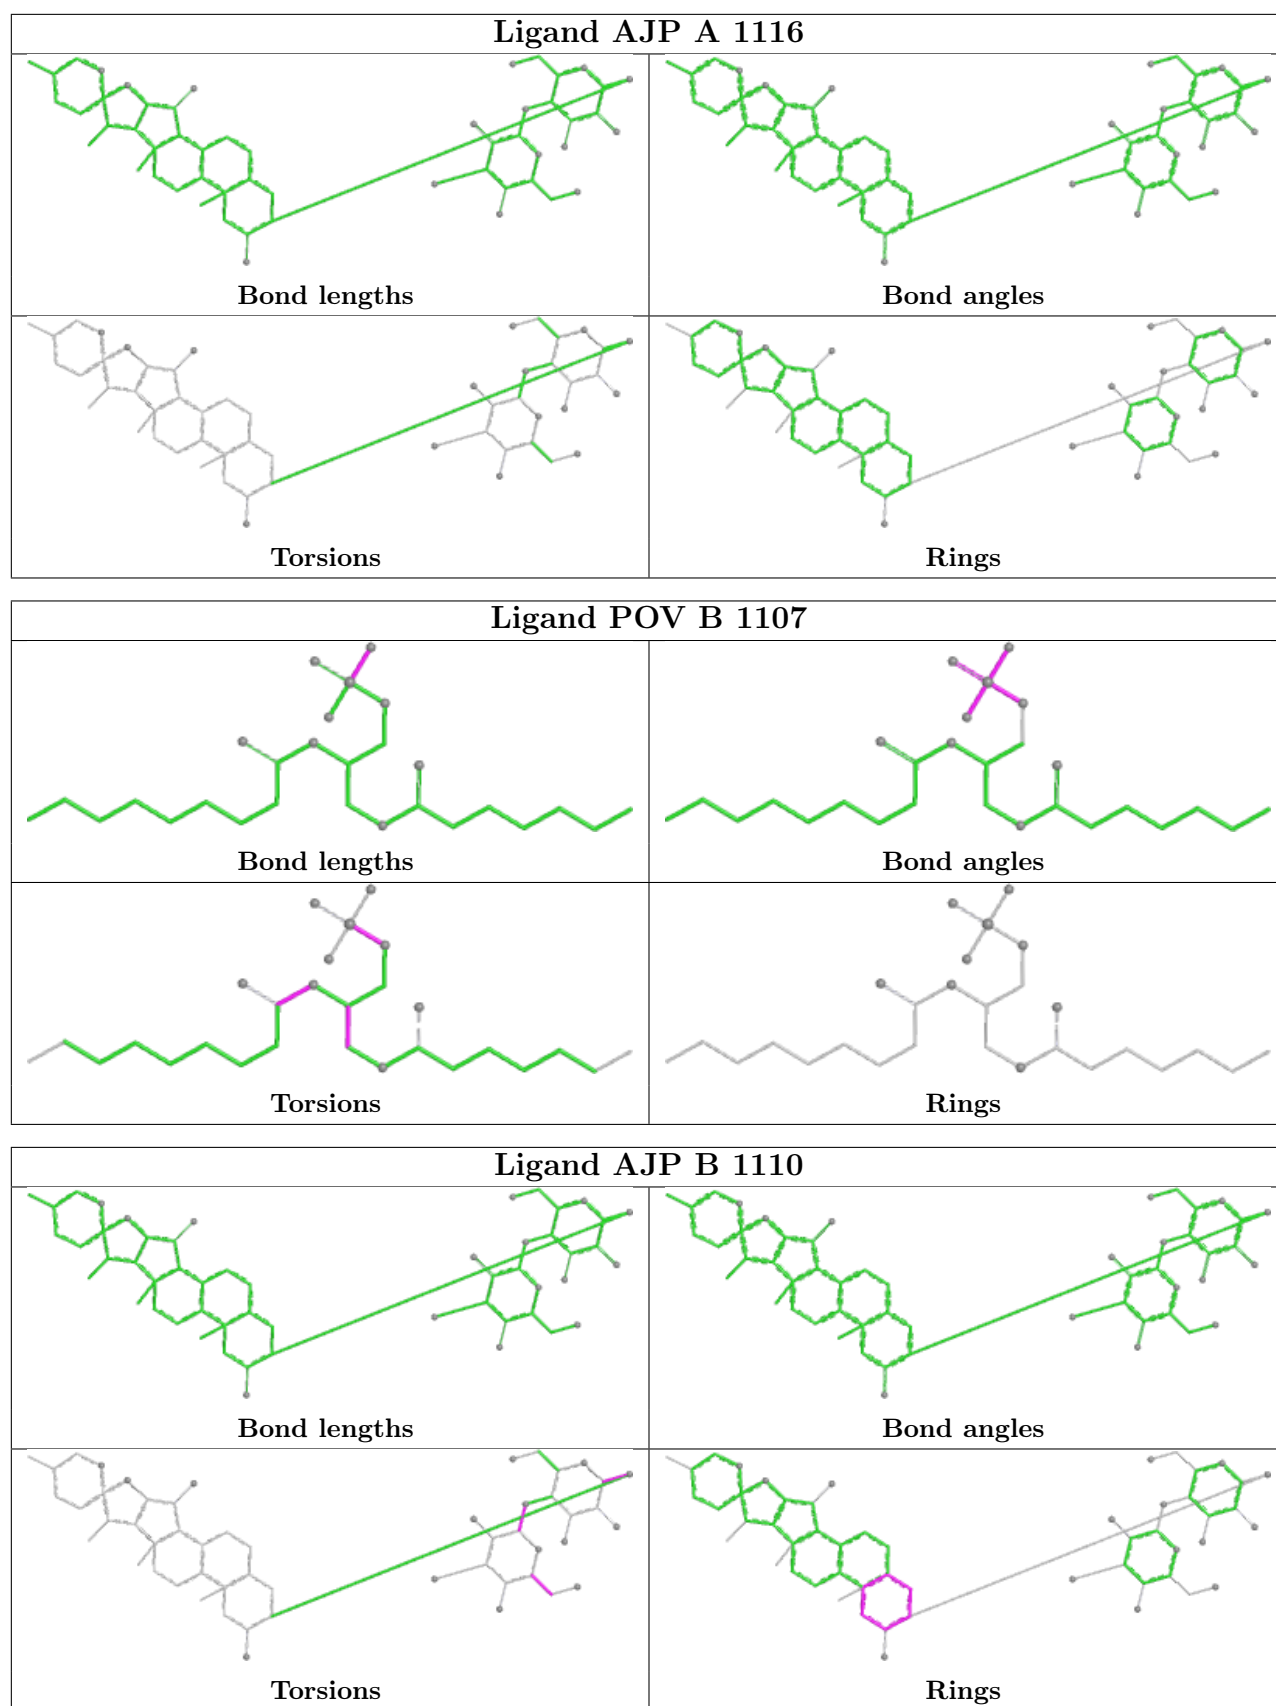 Ligand AJP A 1116
Bond lengths
Bond angles
Torsions
Rings
Ligand POV B 1107
Bond lengths
Bond angles
Torsions
Rings
Ligand AJP B 1110
Bond lengths
Bond angles
Torsions
Rings